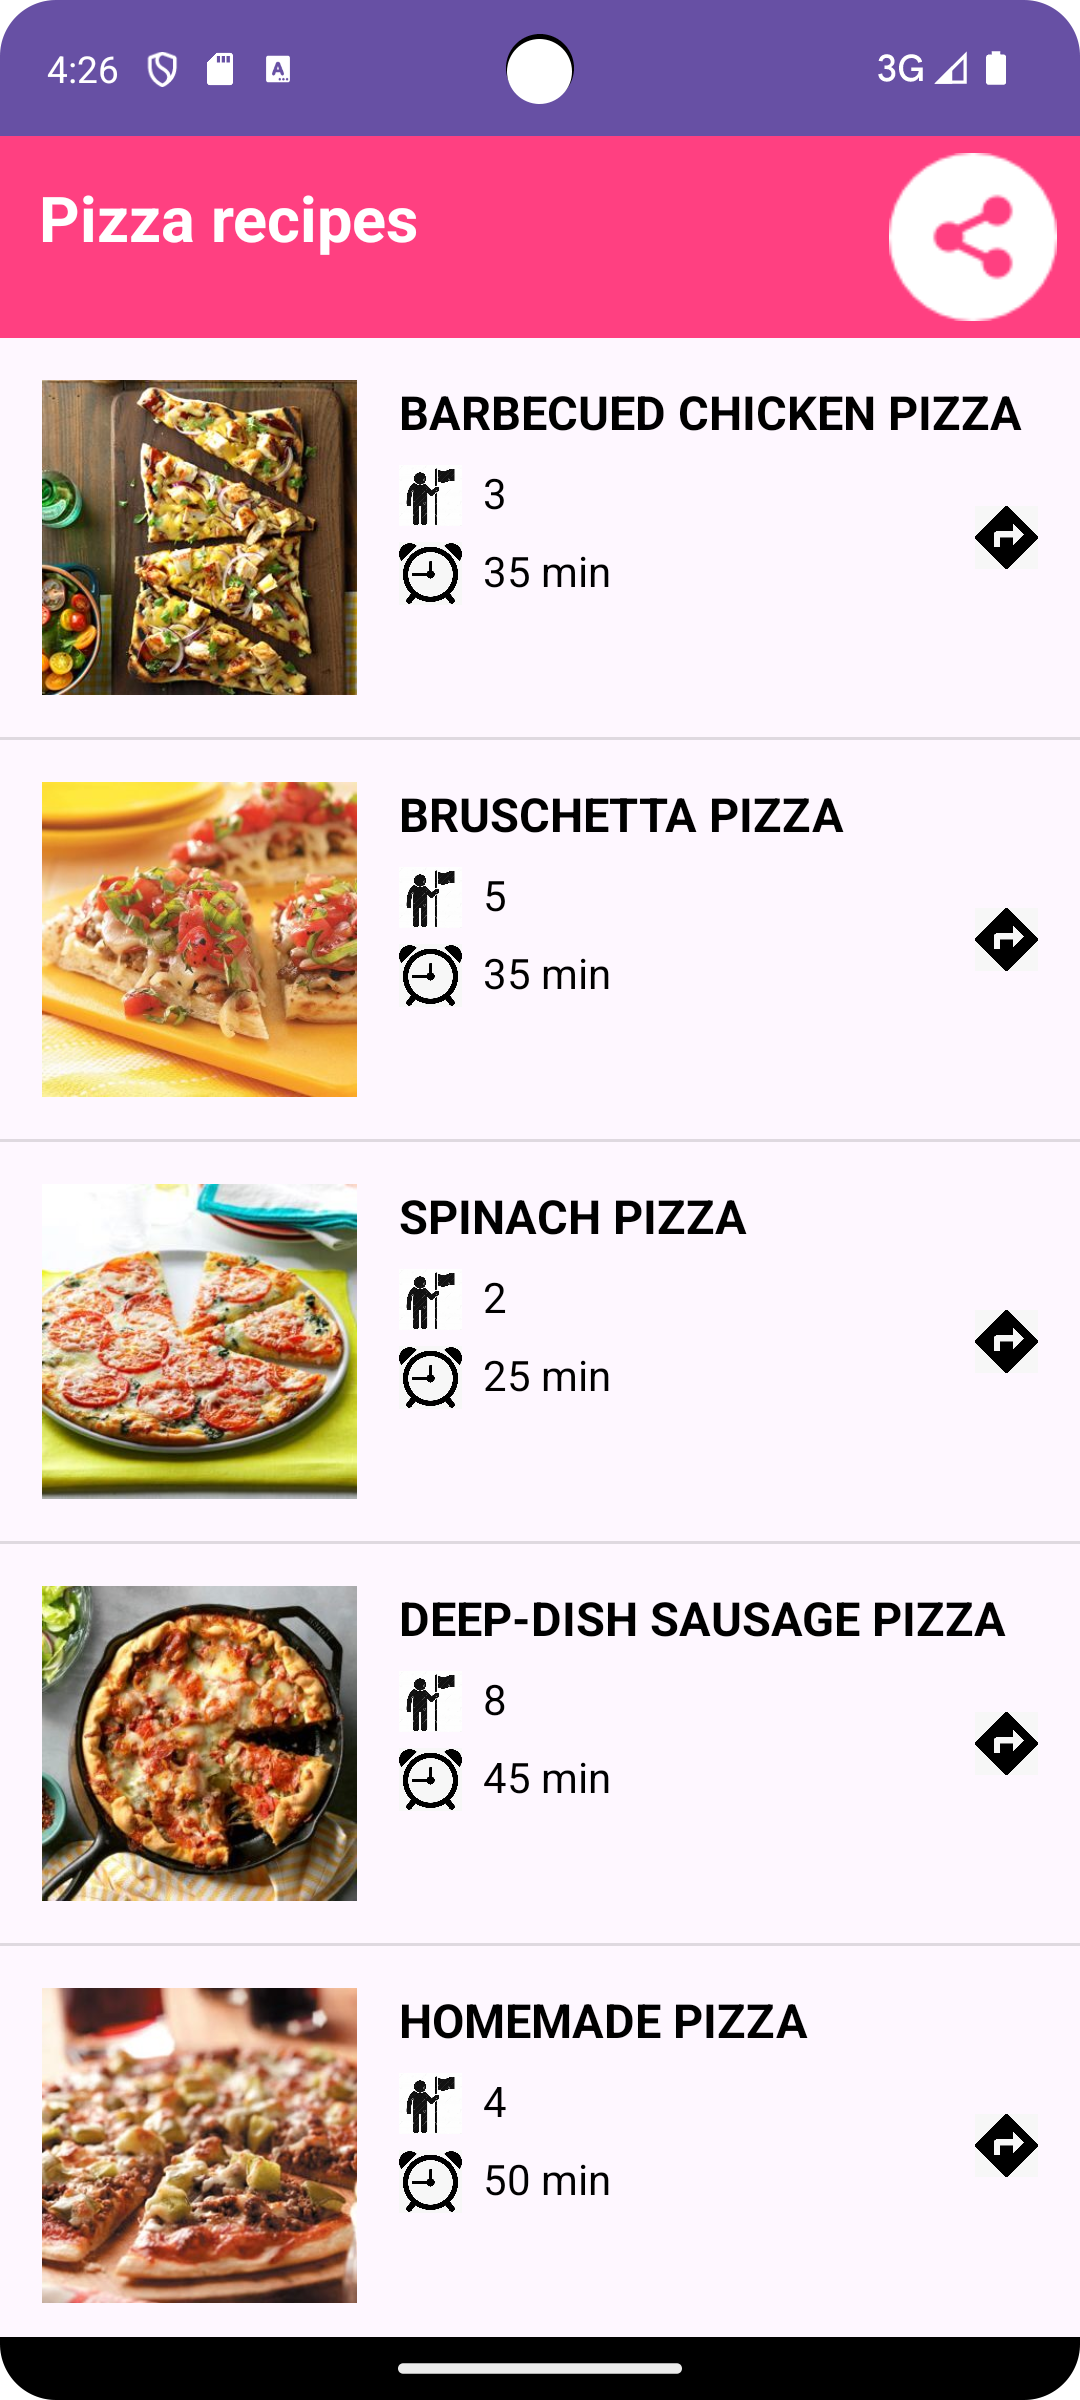 4:26
3G
Pizza recipes
BARBECUED CHICKEN PIZZA
3
35 min
BRUSCHETTA PIZZA
5
35 min
SPINACH PIZZA
2
25 min
DEEP-DISH SAUSAGE PIZZA
8
45 min
HOMEMADE PIZZA
4
50 min